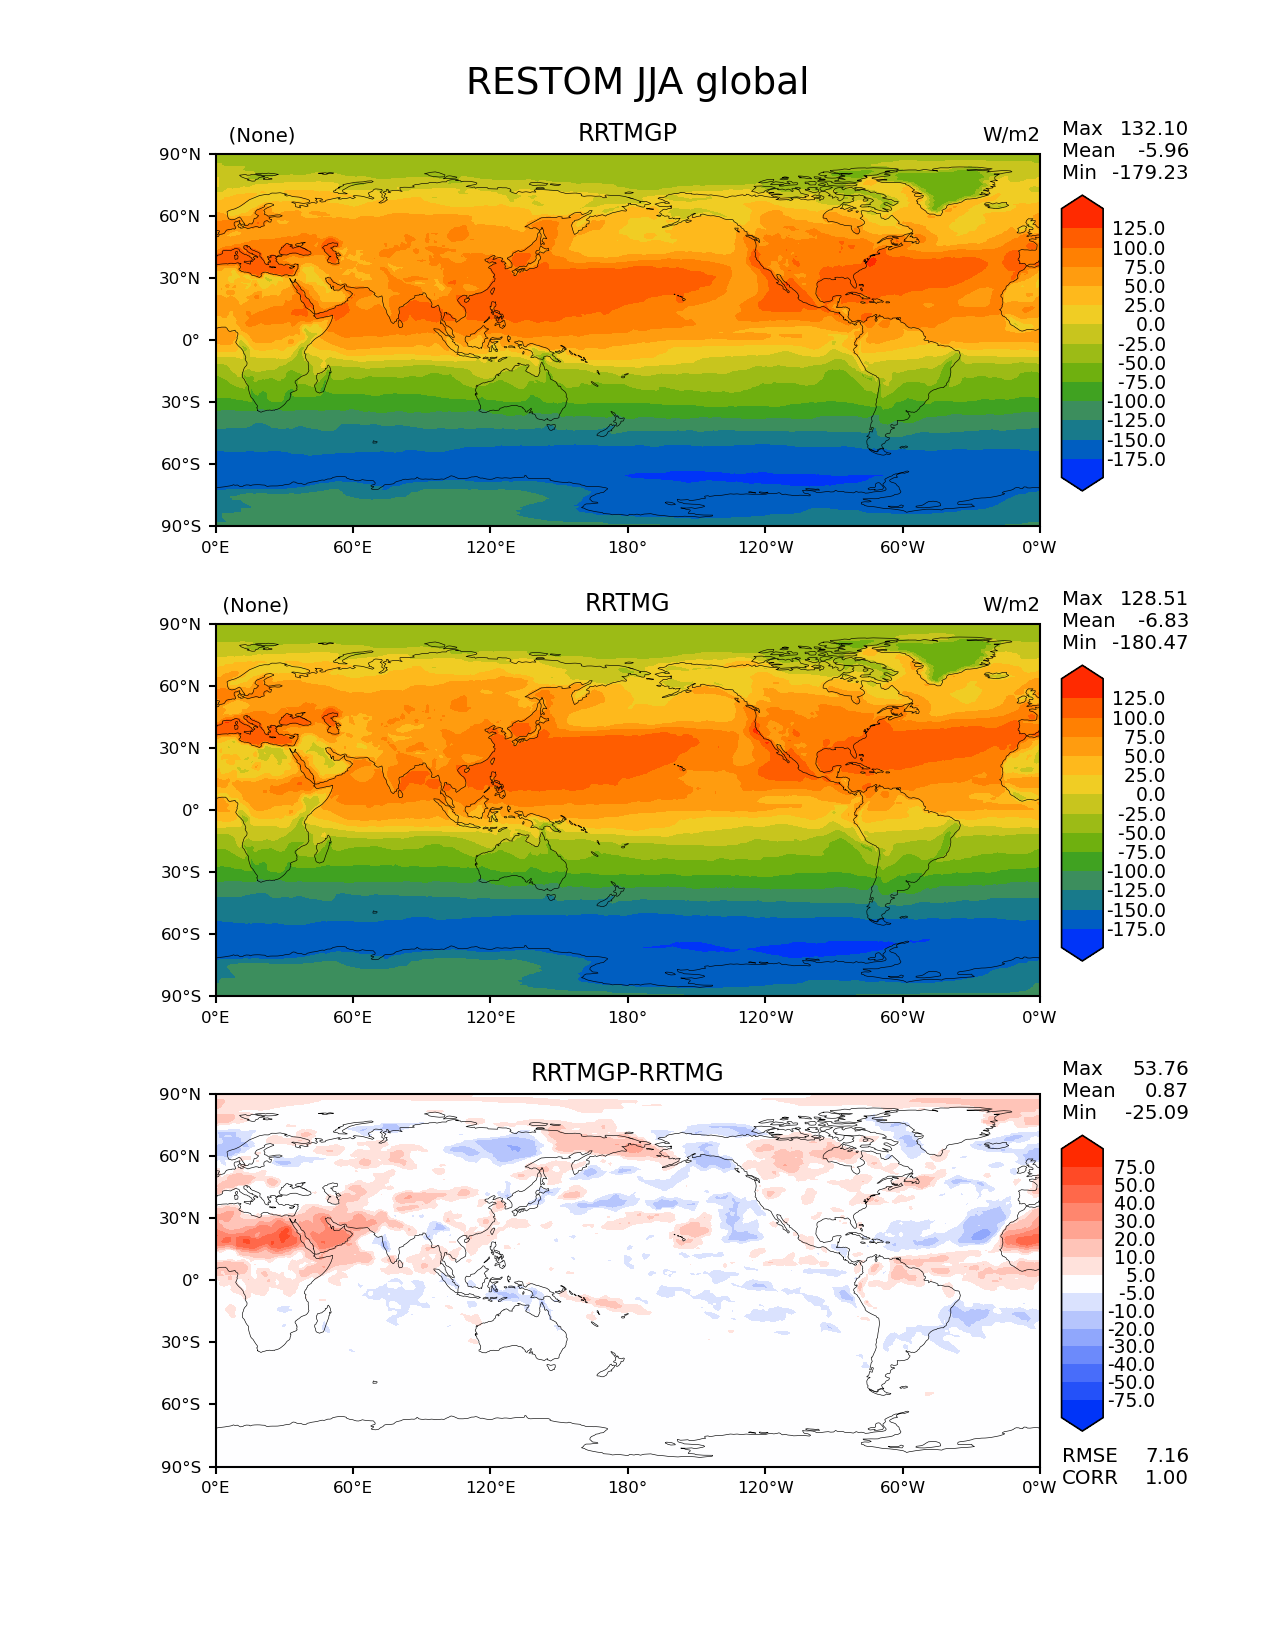 RESTOM JJA global
(None) RRTMGP W/m2
Max 132.10
Mean -5.96
Min -179.23
90°N
60°N
30°N
0°
30°S
60°S
90°S
0°E 60°E 120°E 180° 120°W 60°W 0°W
125.0
100.0
75.0
50.0
25.0
0.0
-25.0
-50.0
-75.0
-100.0
-125.0
-150.0
-175.0
(None) RRTMG W/m2
Max 128.51
Mean -6.83
Min -180.47
90°N
60°N
30°N
0°
30°S
60°S
90°S
0°E 60°E 120°E 180° 120°W 60°W 0°W
125.0
100.0
75.0
50.0
25.0
0.0
-25.0
-50.0
-75.0
-100.0
-125.0
-150.0
-175.0
RRTMGP-RRTMG
Max 53.76
Mean 0.87
Min -25.09
90°N
60°N
30°N
0°
30°S
60°S
90°S
0°E 60°E 120°E 180° 120°W 60°W 0°W
75.0
50.0
40.0
30.0
20.0
10.0
5.0
-5.0
-10.0
-20.0
-30.0
-40.0
-50.0
-75.0
RMSE 7.16
CORR 1.00